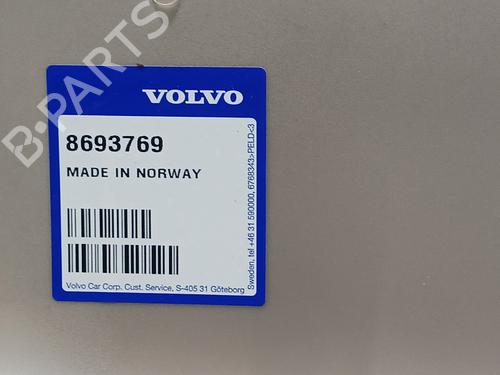 VOLVO
8693769
MADE IN NORWAY
Volvo Car Corp. Cust. Service, S-405 31 Göteborg
Sweden, tel +46 31 590000, 6768343>PELD<3
B-PARTS